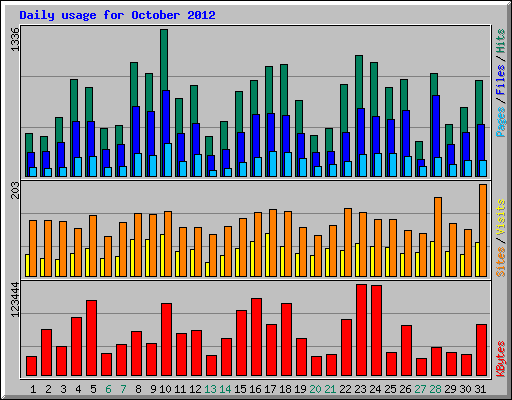 Daily usage for October 2012
1336
Pages / Files / Hits
203
Sites / Visits
123444
KBytes
1 2 3 4 5 6 7 8 9 10 11 12 13 14 15 16 17 18 19 20 21 22 23 24 25 26 27 28 29 30 31